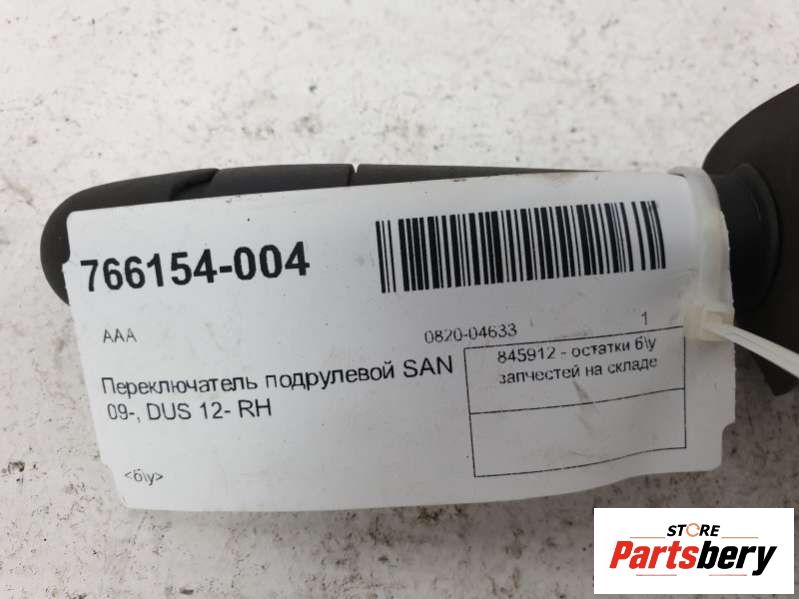 766154-004
AAA
0820-04633
1
Переключатель подрулевой SAN
09-, DUS 12- RH
845912 - остатки б\у
запчестей на складе
<б\у>
STORE
Partsbery